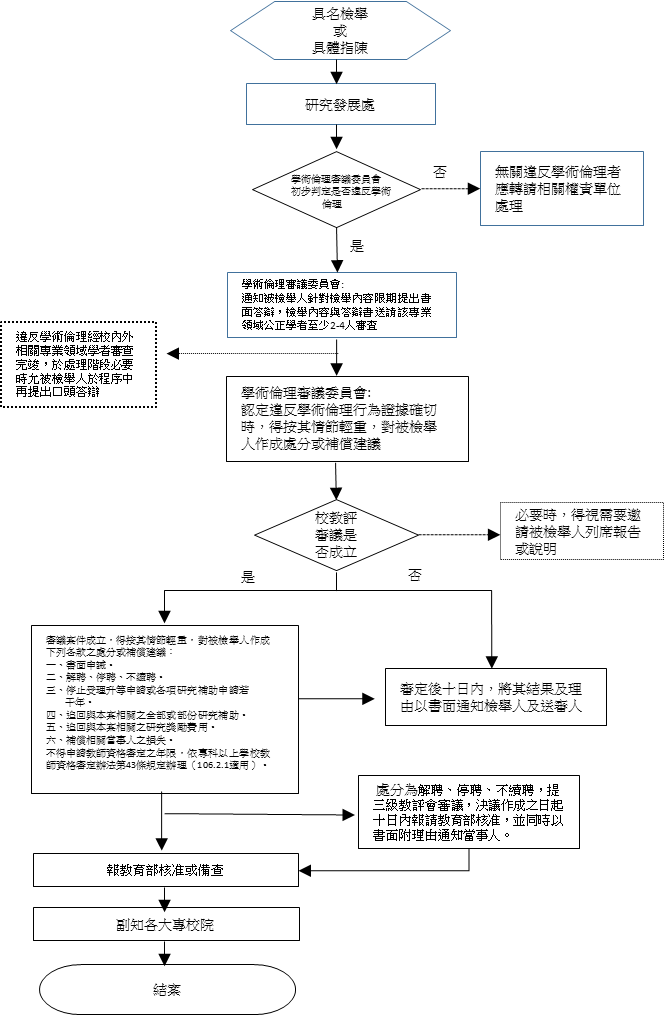 具名檢舉
或
具體指陳
研究發展處
學術倫理審議委員會
初步判定是否違反學術
倫理
否
無關違反學術倫理者
應轉請相關權責單位
處理
是
學術倫理審議委員會:
通知被檢舉人針對檢舉內容限期提出書
面答辯，檢舉內容與答辯書送請該專業
領域公正學者至少2-4人審查
違反學術倫理經校內外
相關專業領域學者審查
完竣，於處理階段必要
時允被檢舉人於程序中
再提出口頭答辯
學術倫理審議委員會:
認定違反學術倫理行為證據確切
時，得按其情節輕重，對被檢舉
人作成處分或補償建議
校教評
審議是
否成立
必要時，得視需要邀
請被檢舉人列席報告
或說明
是
否
審議案件成立，得按其情節輕重，對被檢舉人作成
下列各款之處分或補償建議：
一、書面申誡。
二、解聘、停聘、不續聘。
三、停止受理升等申請或各項研究補助申請若
干年。
四、追回與本案相關之全部或部份研究補助。
五、追回與本案相關之研究獎勵費用。
六、補償相關當事人之損失。
不得申請教師資格審定之年限，依專科以上學校教
師資格審定辦法第43條規定辦理（106.2.1適用）。
審定後十日內，將其結果及理
由以書面通知檢舉人及送審人
處分為解聘、停聘、不續聘，提
三級教評會審議，決議作成之日起
十日內報請教育部核准，並同時以
書面附理由通知當事人。
報教育部核准或備查
副知各大專校院
結案